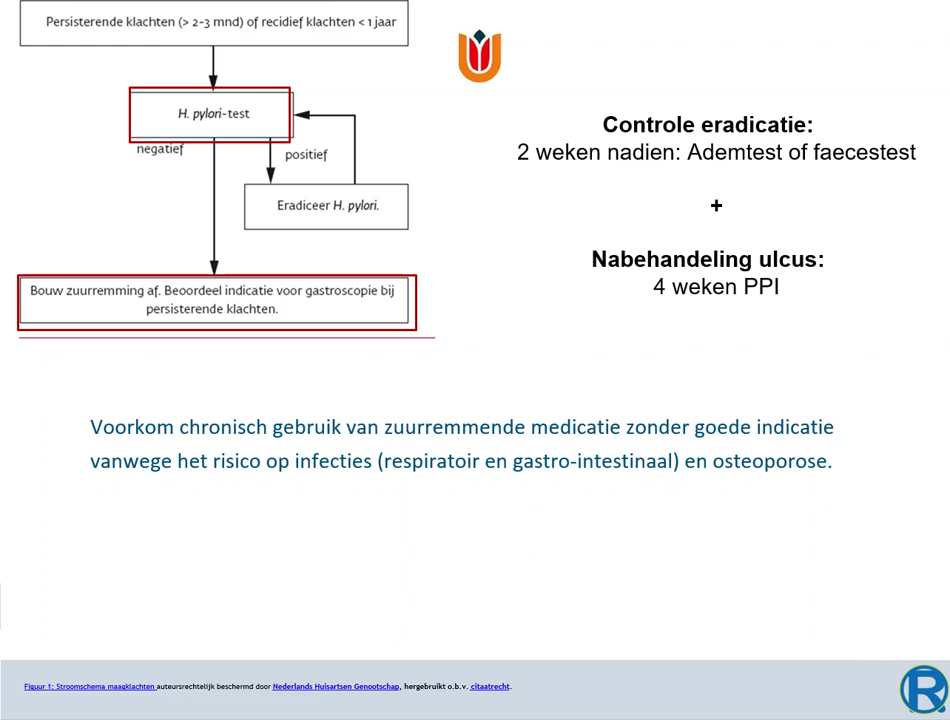 Persisterende klachten (> 2-3 mnd) of recidief klachten < 1 jaar
H. pylori-test
negatief
positief
Eradiceer H. pylori.
Bouw zuurremming af. Beoordeel indicatie voor gastroscopie bij
persisterende klachten.
Controle eradicatie:
2 weken nadien: Ademtest of faecestest
+
Nabehandeling ulcus:
4 weken PPI
Voorkom chronisch gebruik van zuurremmende medicatie zonder goede indicatie
vanwege het risico op infecties (respiratoir en gastro-intestinaal) en osteoporose.
Figuur 1: Stroomschema maagklachten auteursrechtelijk beschermd door Nederlands Huisartsen Genootschap, hergebruikt o.b.v. citaatrecht.
R